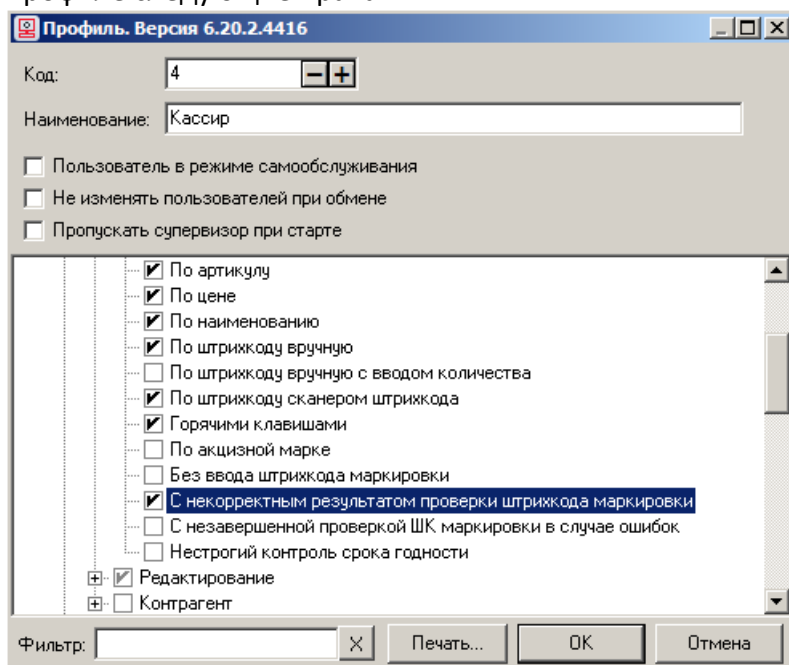 Профиль. Версия 6.20.2.4416
Код: 4
Наименование: Кассир
Пользователь в режиме самообслуживания
Не изменять пользователей при обмене
Пропускать супервизор при старте
По артикулу
По цене
По наименованию
По штрихкоду вручную
По штрихкоду вручную с вводом количества
По штрихкоду сканером штрихкода
Горячими клавишами
По акцизной марке
Без ввода штрихкода маркировки
С некорректным результатом проверки штрихкода маркировки
С незавершенной проверкой ШК маркировки в случае ошибок
Нестрогий контроль срока годности
Редактирование
Контрагент
Фильтр: X Печать... OK Отмена